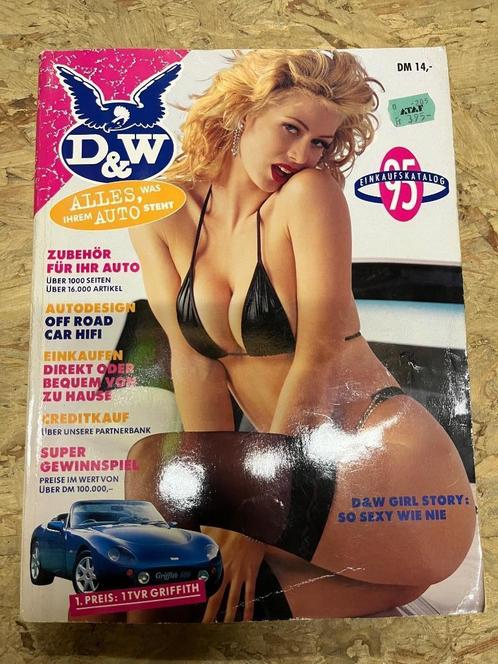 D&W
ALLES, WAS
IHREM AUTO STEHT
DM 14,-
ATAF
395-
EINKAUFSKATALOG
95
ZUBEHÖR
FÜR IHR AUTO
ÜBER 1000 SEITEN
ÜBER 16.000 ARTIKEL
AUTODESIGN
OFF ROAD
CAR HIFI
EINKAUFEN
DIREKT ODER
BEQUEM VON
ZU HAUSE
CREDITKAUF
ÜBER UNSERE PARTNERBANK
SUPER
GEWINNSPIEL
PREISE IM WERT VON
ÜBER DM 100.000,-
D&W GIRL STORY:
SO SEXY WIE NIE
Griffith
1. PREIS: 1 TVR GRIFFITH